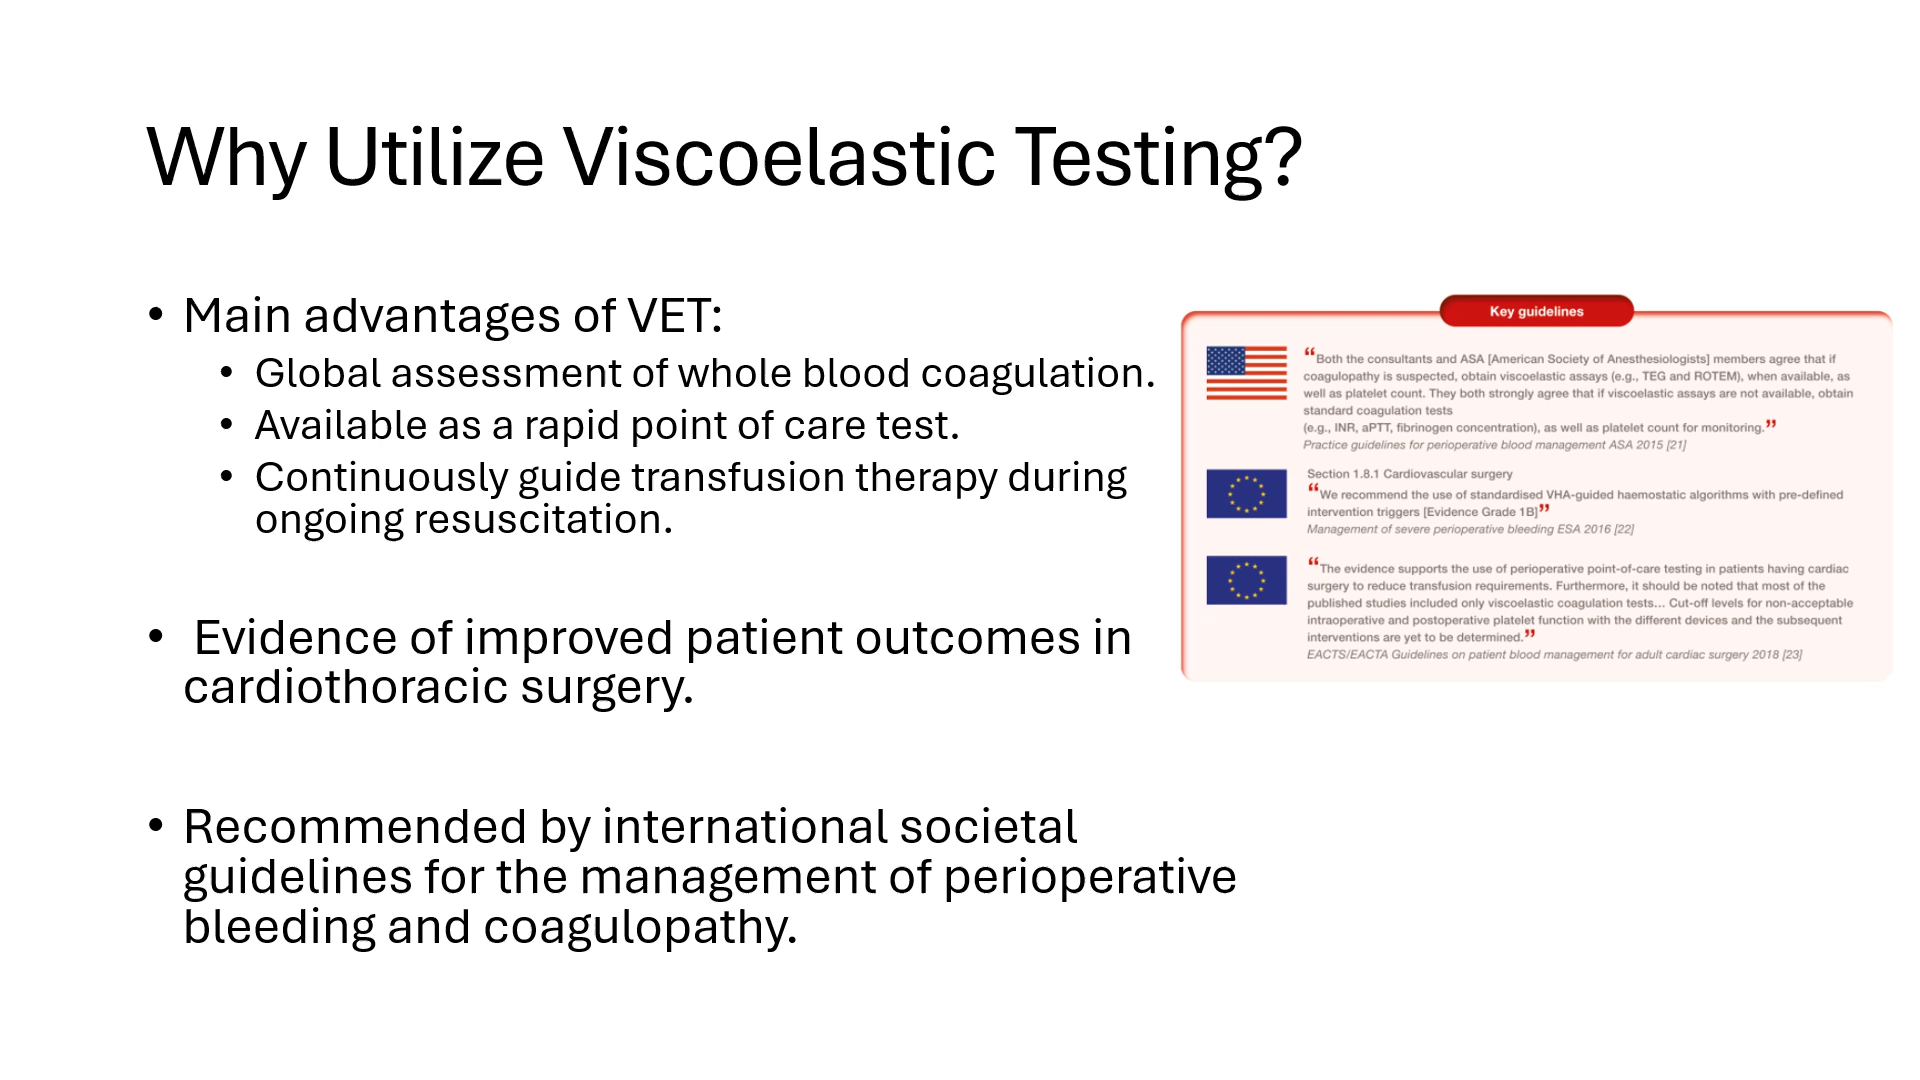 Why Utilize Viscoelastic Testing?
• Main advantages of VET:
• Global assessment of whole blood coagulation.
• Available as a rapid point of care test.
• Continuously guide transfusion therapy during
ongoing resuscitation.
• Evidence of improved patient outcomes in
cardiothoracic surgery.
• Recommended by international societal
guidelines for the management of perioperative
bleeding and coagulopathy.
Key guidelines
“Both the consultants and ASA [American Society of Anesthesiologists] members agree that if
coagulopathy is suspected, obtain viscoelastic assays (e.g., TEG and ROTEM), when available, as
well as platelet count. They both strongly agree that if viscoelastic assays are not available, obtain
standard coagulation tests
(e.g., INR, aPTT, fibrinogen concentration), as well as platelet count for monitoring.”
Practice guidelines for perioperative blood management ASA 2015 [21]
Section 1.8.1 Cardiovascular surgery
“We recommend the use of standardised VHA-guided haemostatic algorithms with pre-defined
intervention triggers [Evidence Grade 1B]”
Management of severe perioperative bleeding ESA 2016 [22]
“The evidence supports the use of perioperative point-of-care testing in patients having cardiac
surgery to reduce transfusion requirements. Furthermore, it should be noted that most of the
published studies included only viscoelastic coagulation tests... Cut-off levels for non-acceptable
intraoperative and postoperative platelet function with the different devices and the subsequent
interventions are yet to be determined.”
EACTS/EACTA Guidelines on patient blood management for adult cardiac surgery 2018 [23]